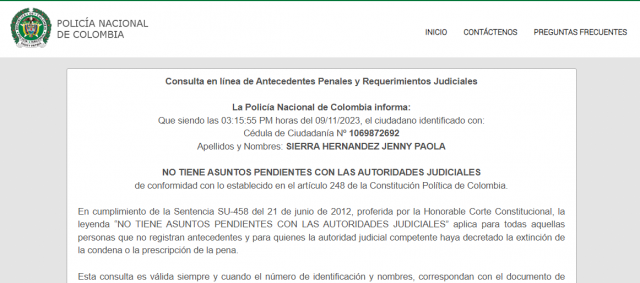 POLICÍA NACIONAL
DE COLOMBIA
INICIO CONTÁCTENOS PREGUNTAS FRECUENTES
Consulta en línea de Antecedentes Penales y Requerimientos Judiciales
La Policía Nacional de Colombia informa:
Que siendo las 03:15:55 PM horas del 09/11/2023, el ciudadano identificado con:
Cédula de Ciudadanía Nº 1069872692
Apellidos y Nombres: SIERRA HERNANDEZ JENNY PAOLA
NO TIENE ASUNTOS PENDIENTES CON LAS AUTORIDADES JUDICIALES
de conformidad con lo establecido en el artículo 248 de la Constitución Política de Colombia.
En cumplimiento de la Sentencia SU-458 del 21 de junio de 2012, proferida por la Honorable Corte Constitucional, la
leyenda "NO TIENE ASUNTOS PENDIENTES CON LAS AUTORIDADES JUDICIALES" aplica para todas aquellas
personas que no registran antecedentes y para quienes la autoridad judicial competente haya decretado la extinción de
la condena o la prescripción de la pena.
Esta consulta es válida siempre y cuando el número de identificación y nombres, correspondan con el documento de